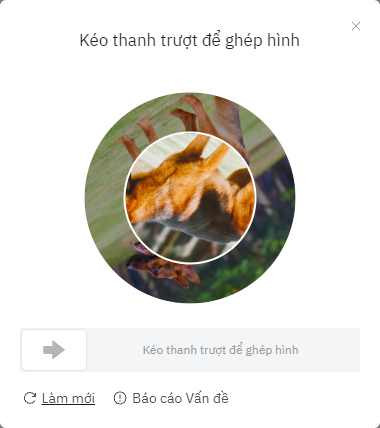 Kéo thanh trượt để ghép hình
Kéo thanh trượt để ghép hình
Làm mới
Báo cáo Vấn đề